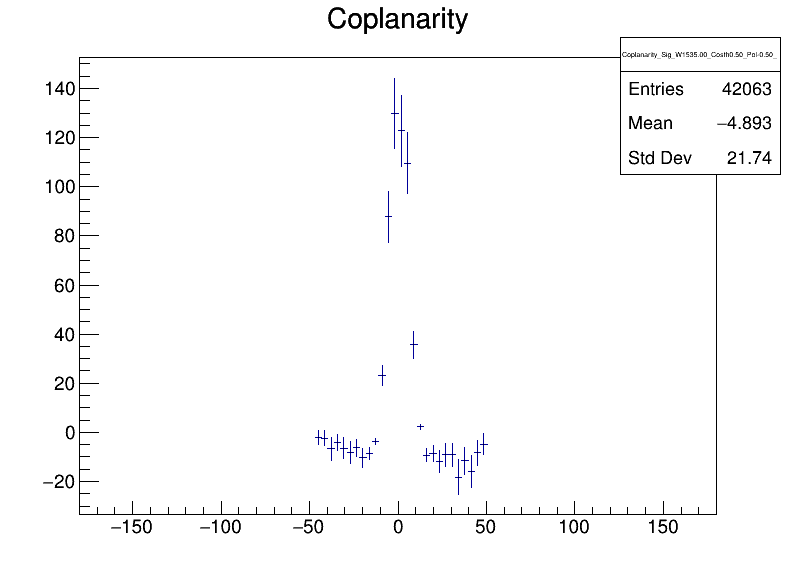 Coplanarity
Coplanarity_Sig_W1535.00_Costh0.50_Pol-0.50_
Entries 42063
Mean −4.893
Std Dev 21.74
140
120
100
80
60
40
20
0
−20
−150 −100 −50 0 50 100 150